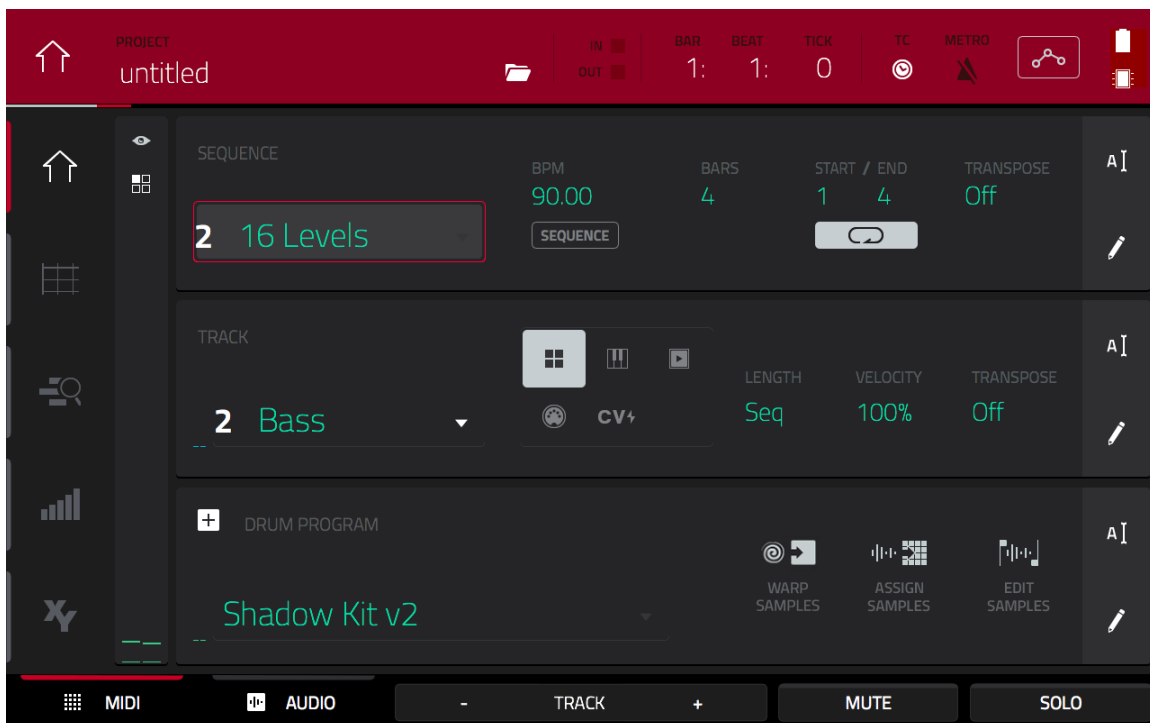 PROJECT
untitled
IN
OUT
BAR BEAT TICK TC METRO
1: 1: 0
SEQUENCE
2 16 Levels
BPM BARS START / END TRANSPOSE
90.00 4 1 4 Off
SEQUENCE
A
TRACK
2 Bass
CV
LENGTH VELOCITY TRANSPOSE
Seq 100% Off
A
DRUM PROGRAM
Shadow Kit v2
WARP SAMPLES
ASSIGN SAMPLES
EDIT SAMPLES
A
XY
MIDI AUDIO - TRACK + MUTE SOLO